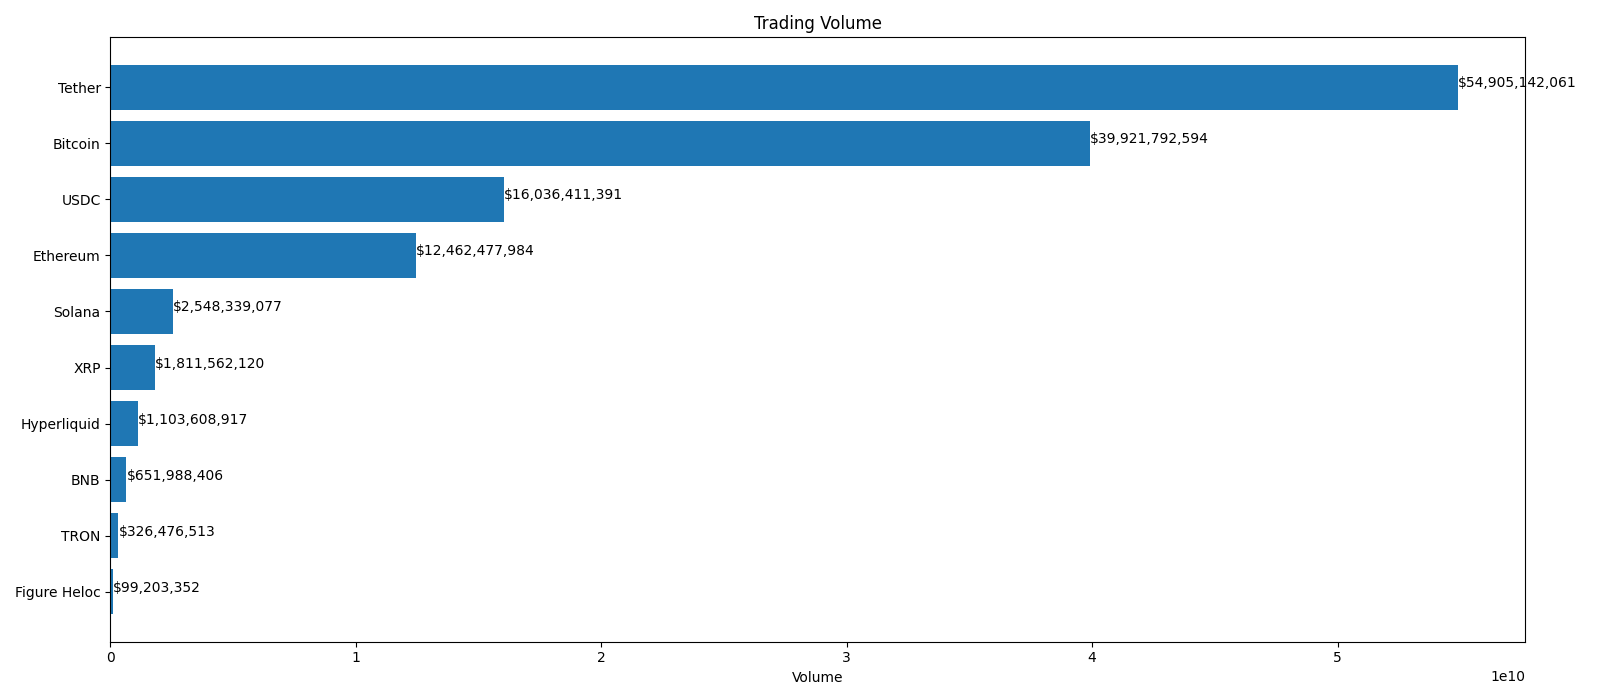 Trading Volume
Tether $54,905,142,061
Bitcoin $39,921,792,594
USDC $16,036,411,391
Ethereum $12,462,477,984
Solana $2,548,339,077
XRP $1,811,562,120
Hyperliquid $1,103,608,917
BNB $651,988,406
TRON $326,476,513
Figure Heloc $99,203,352
0 1 2 3 4 5
Volume 1e10